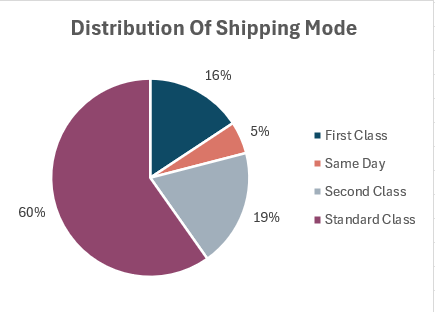 Distribution Of Shipping Mode
16%
5%
19%
60%
First Class
Same Day
Second Class
Standard Class